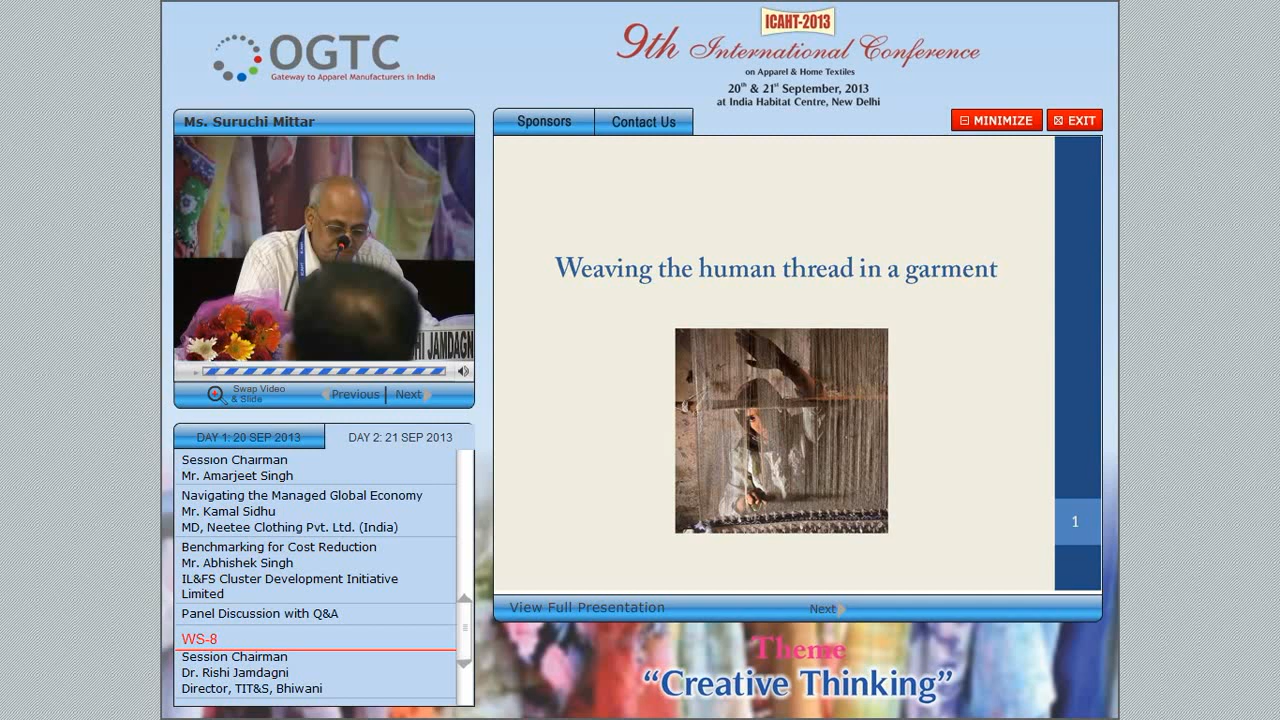 OGTC
Gateway to Apparel Manufacturers in India
ICAHT-2013
9th International Conference
on Apparel & Home Textiles
20th & 21st September, 2013
at India Habitat Centre, New Delhi
Ms. Suruchi Mittar
Sponsors
Contact Us
MINIMIZE
EXIT
HI JAMDAGN
Swap Video
& Slide
Previous
Next
DAY 1: 20 SEP 2013
DAY 2: 21 SEP 2013
Session Chairman
Mr. Amarjeet Singh
Navigating the Managed Global Economy
Mr. Kamal Sidhu
MD, Neetee Clothing Pvt. Ltd. (India)
Benchmarking for Cost Reduction
Mr. Abhishek Singh
IL&FS Cluster Development Initiative
Limited
Panel Discussion with Q&A
WS-8
Session Chairman
Dr. Rishi Jamdagni
Director, TIT&S, Bhiwani
Weaving the human thread in a garment
1
View Full Presentation
Next
Theme
“Creative Thinking”